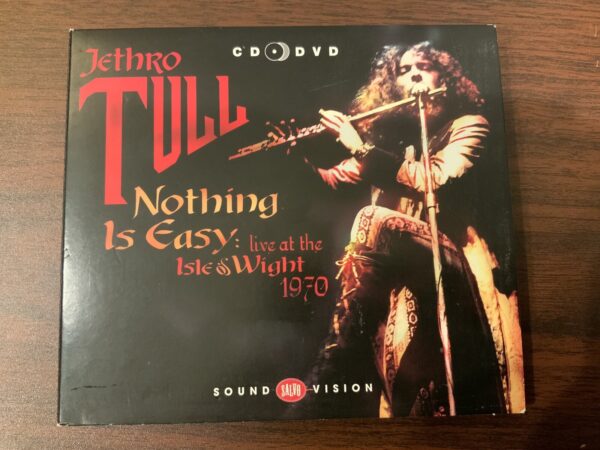 CD DVD
Jethro
TULL
Nothing
Is Easy: live at the
Isle of Wight
1970
SOUND SALVO VISION